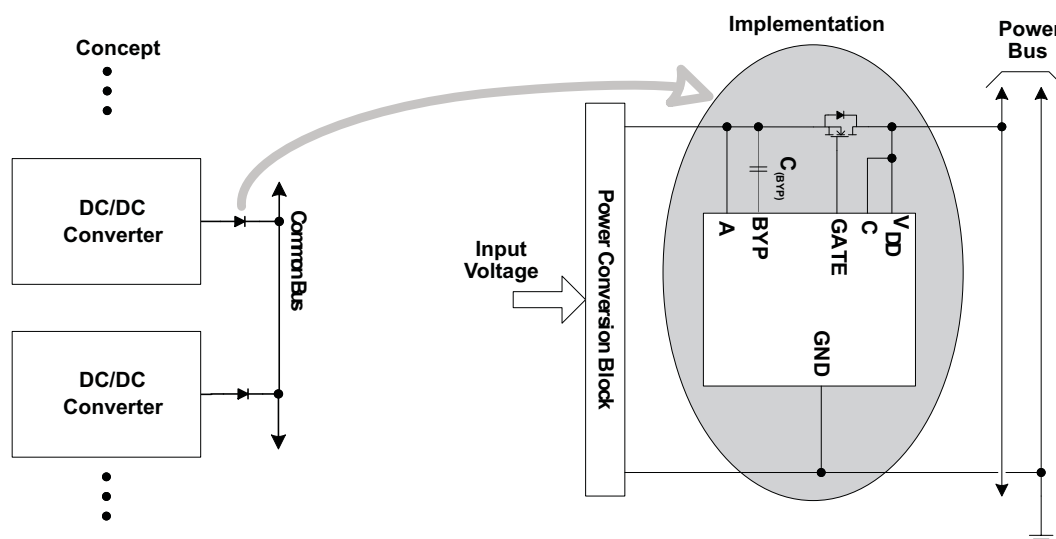 Concept
DC/DC
Converter
DC/DC
Converter
Common Bus
Implementation
Power
Bus
Input
Voltage
Power Conversion Block
C(BYP)
A
BYP
GATE
C
VDD
GND